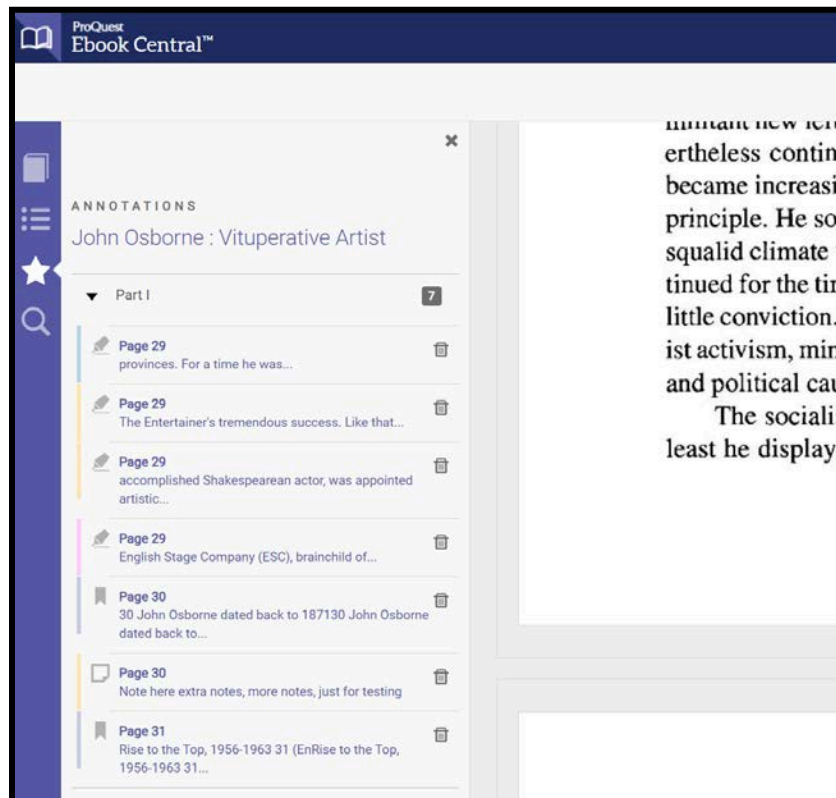 ProQuest
Ebook Central™
ANNOTATIONS
John Osborne : Vituperative Artist
Part I
7
Page 29
provinces. For a time he was...
Page 29
The Entertainer's tremendous success. Like that...
Page 29
accomplished Shakespearean actor, was appointed
artistic...
Page 29
English Stage Company (ESC), brainchild of...
Page 30
30 John Osborne dated back to 187130 John Osborne
dated back to...
Page 30
Note here extra notes, more notes, just for testing
Page 31
Rise to the Top, 1956-1963 31 (EnRise to the Top,
1956-1963 31...
ertheless contin
became increasi
principle. He so
squalid climate
tinued for the tin
little conviction.
ist activism, min
and political cau
The sociali
least he display